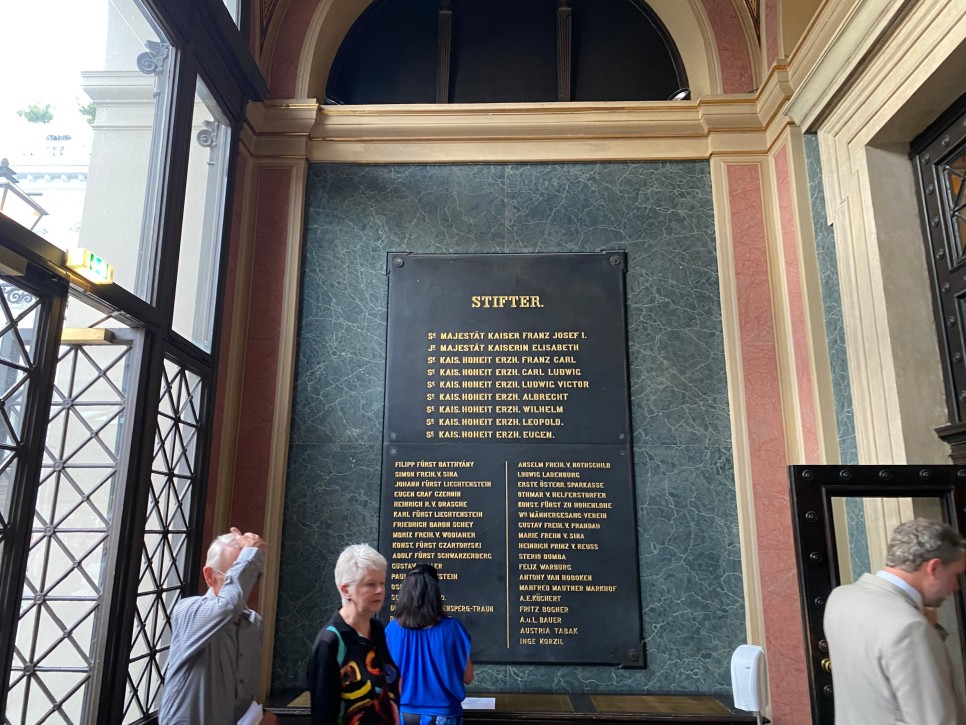 STIFTER.
Sᴱ MAJESTÄT KAISER FRANZ JOSEF I.
Jᴱ MAJESTÄT KAISERIN ELISABETH
Sᴱ KAIS. HOHEIT ERZH. FRANZ CARL
Sᴱ KAIS. HOHEIT ERZH. CARL LUDWIG
Sᴱ KAIS. HOHEIT ERZH. LUDWIG VICTOR
Sᴱ KAIS. HOHEIT ERZH. ALBRECHT
Sᴱ KAIS. HOHEIT ERZH. WILHELM
Sᴱ KAIS. HOHEIT ERZH. LEOPOLD.
Sᴱ KAIS. HOHEIT ERZH. EUGEN.
FILIPP FÜRST BATTHYÁNY
SIMON FREIH. V. SINA
JOHANN FÜRST LIECHTENSTEIN
EUGEN GRAF CZERNIN
HEINRICH R. V. DRASCHE
KARL FÜRST LIECHTENSTEIN
FRIEDRICH BARON SCHEY
MORIZ FREIH. V. WODIANER
KONST. FÜRST CZARTORYSKI
ADOLF FÜRST SCHWARZENBERG
GUSTAV
ANSELM FREIH. V. ROTHSCHILD
LUDWIG LADENBURG
ERSTE ÖSTERR. SPARKASSE
OTHMAR V. HELFERSTORFER
KONST. FÜRST ZU HOHENLOHE
WR MÄNNERGESANG-VEREIN
GUSTAV FREIH. V. PRANDAU
MARIE FREIIN V. SINA
HEINRICH PRINZ V. REUSS
STERIO DUMBA
FELIX WARBURG
ANTONY VAN HOBOKEN
MANFRED MAUTNER MARKHOF
A.E. KÖCHERT
FRITZ BOGNER
A.u.L. BAUER
AUSTRIA TABAK
INGE KORZIL